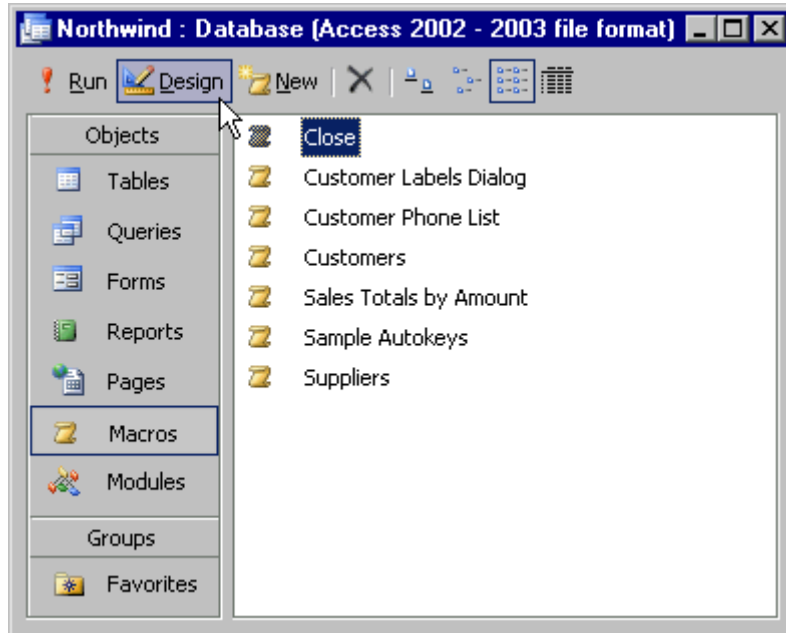 Northwind : Database (Access 2002 - 2003 file format)
Run Design New
Objects
Tables
Queries
Forms
Reports
Pages
Macros
Modules
Groups
Favorites
Close
Customer Labels Dialog
Customer Phone List
Customers
Sales Totals by Amount
Sample Autokeys
Suppliers